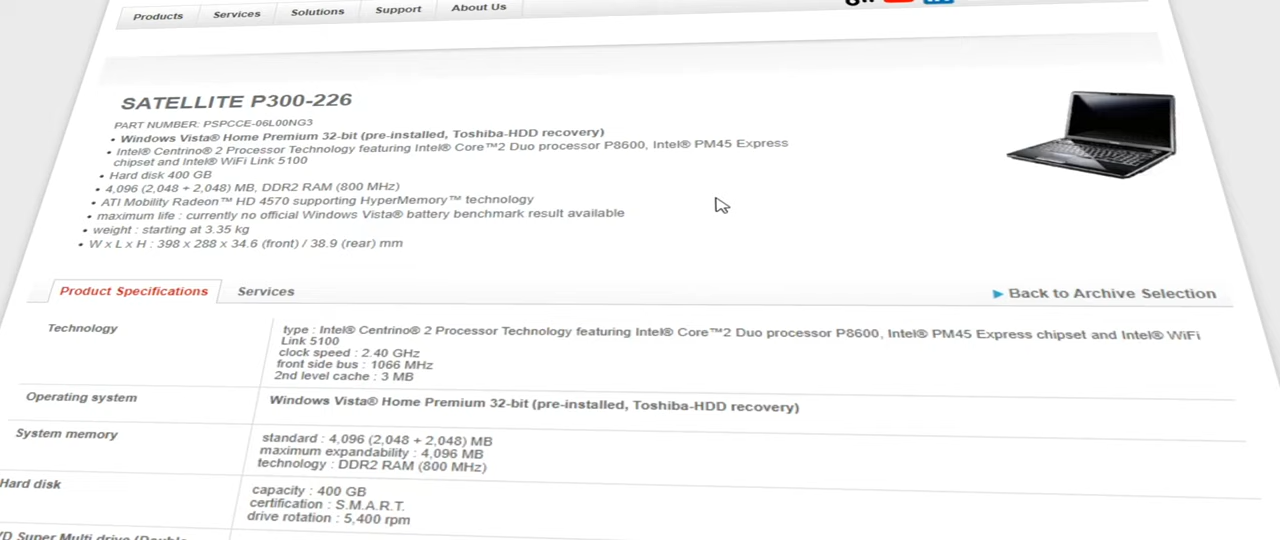 Products Services Solutions Support About Us
SATELLITE P300-226
PART NUMBER: PSPCCE-06L00NG3
• Windows Vista® Home Premium 32-bit (pre-installed, Toshiba-HDD recovery)
• Intel® Centrino® 2 Processor Technology featuring Intel® Core™2 Duo processor P8600, Intel® PM45 Express
chipset and Intel® WiFi Link 5100
• Hard disk 400 GB
• 4,096 (2,048 + 2,048) MB, DDR2 RAM (800 MHz)
• ATI Mobility Radeon™ HD 4570 supporting HyperMemory™ technology
• maximum life : currently no official Windows Vista® battery benchmark result available
• weight : starting at 3.35 kg
• W x L x H : 398 x 288 x 34.6 (front) / 38.9 (rear) mm
Product Specifications Services
Back to Archive Selection
Technology
type : Intel® Centrino® 2 Processor Technology featuring Intel® Core™2 Duo processor P8600, Intel® PM45 Express chipset and Intel® WiFi
Link 5100
clock speed : 2.40 GHz
front side bus : 1066 MHz
2nd level cache : 3 MB
Operating system
Windows Vista® Home Premium 32-bit (pre-installed, Toshiba-HDD recovery)
System memory
standard : 4,096 (2,048 + 2,048) MB
maximum expandability : 4,096 MB
technology : DDR2 RAM (800 MHz)
Hard disk
capacity : 400 GB
certification : S.M.A.R.T.
drive rotation : 5,400 rpm
Super Multi drive (Double